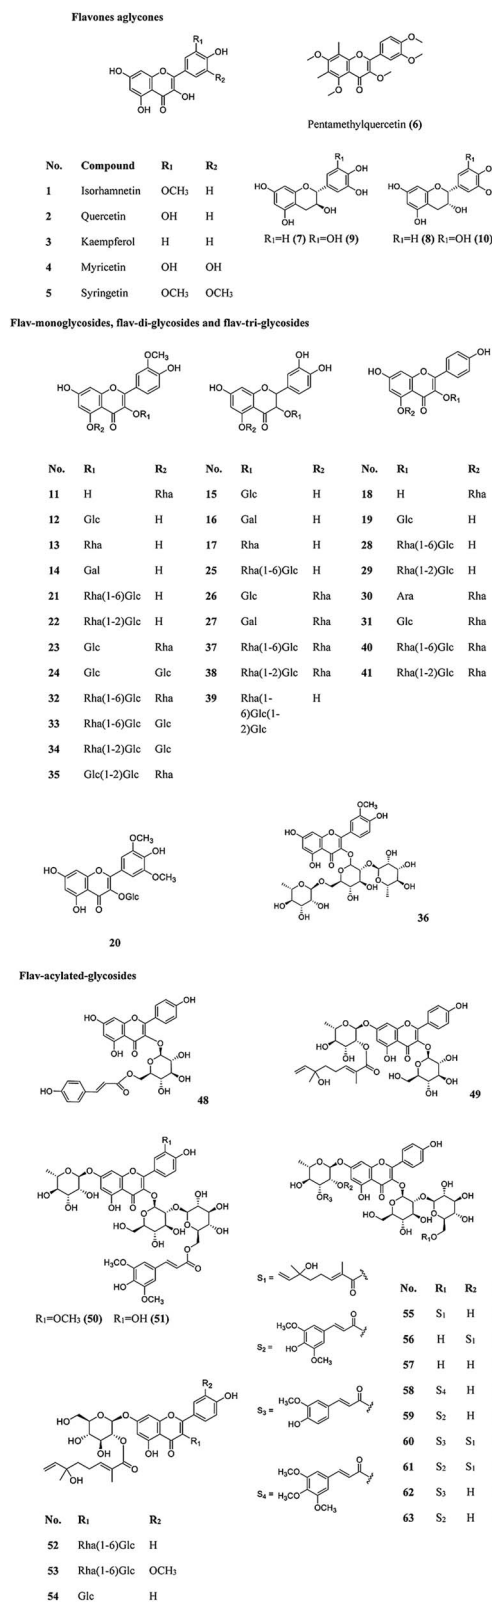 Flavones aglycones
Pentamethylquercetin (6)
No. Compound R1 R2
1 Isorhamnetin OCH3 H
2 Quercetin OH H
3 Kaempferol H H
4 Myricetin OH OH
5 Syringetin OCH3 OCH3
R1=H (7) R1=OH (9)
R1=H (8) R1=OH (10)
Flav-monoglycosides, flav-di-glycosides and flav-tri-glycosides
No. R1 R2 No. R1 R2 No. R1 R2
11 H Rha 15 Glc H 18 H Rha
12 Glc H 16 Gal H 19 Glc H
13 Rha H 17 Rha H 28 Rha(1-6)Glc H
14 Gal H 25 Rha(1-6)Glc H 29 Rha(1-2)Glc H
21 Rha(1-6)Glc H 26 Glc Rha 30 Ara Rha
22 Rha(1-2)Glc H 27 Gal Rha 31 Glc Rha
23 Glc Rha 37 Rha(1-6)Glc Rha 40 Rha(1-6)Glc Rha
24 Glc Glc 38 Rha(1-2)Glc Rha 41 Rha(1-2)Glc Rha
32 Rha(1-6)Glc Rha 39 Rha(1- H
6)Glc(1-
2)Glc
33 Rha(1-6)Glc Glc
34 Rha(1-2)Glc Glc
35 Glc(1-2)Glc Rha
20
36
Flav-acylated-glycosides
48
49
R1=OCH3 (50) R1=OH (51)
S1 =
S2 =
S3 =
S4 =
No. R1 R2
55 S1 H
56 H S1
57 H H
58 S4 H
59 S2 H
60 S3 S1
61 S2 S1
62 S3 H
63 S2 H
No. R1 R2
52 Rha(1-6)Glc H
53 Rha(1-6)Glc OCH3
54 Glc H